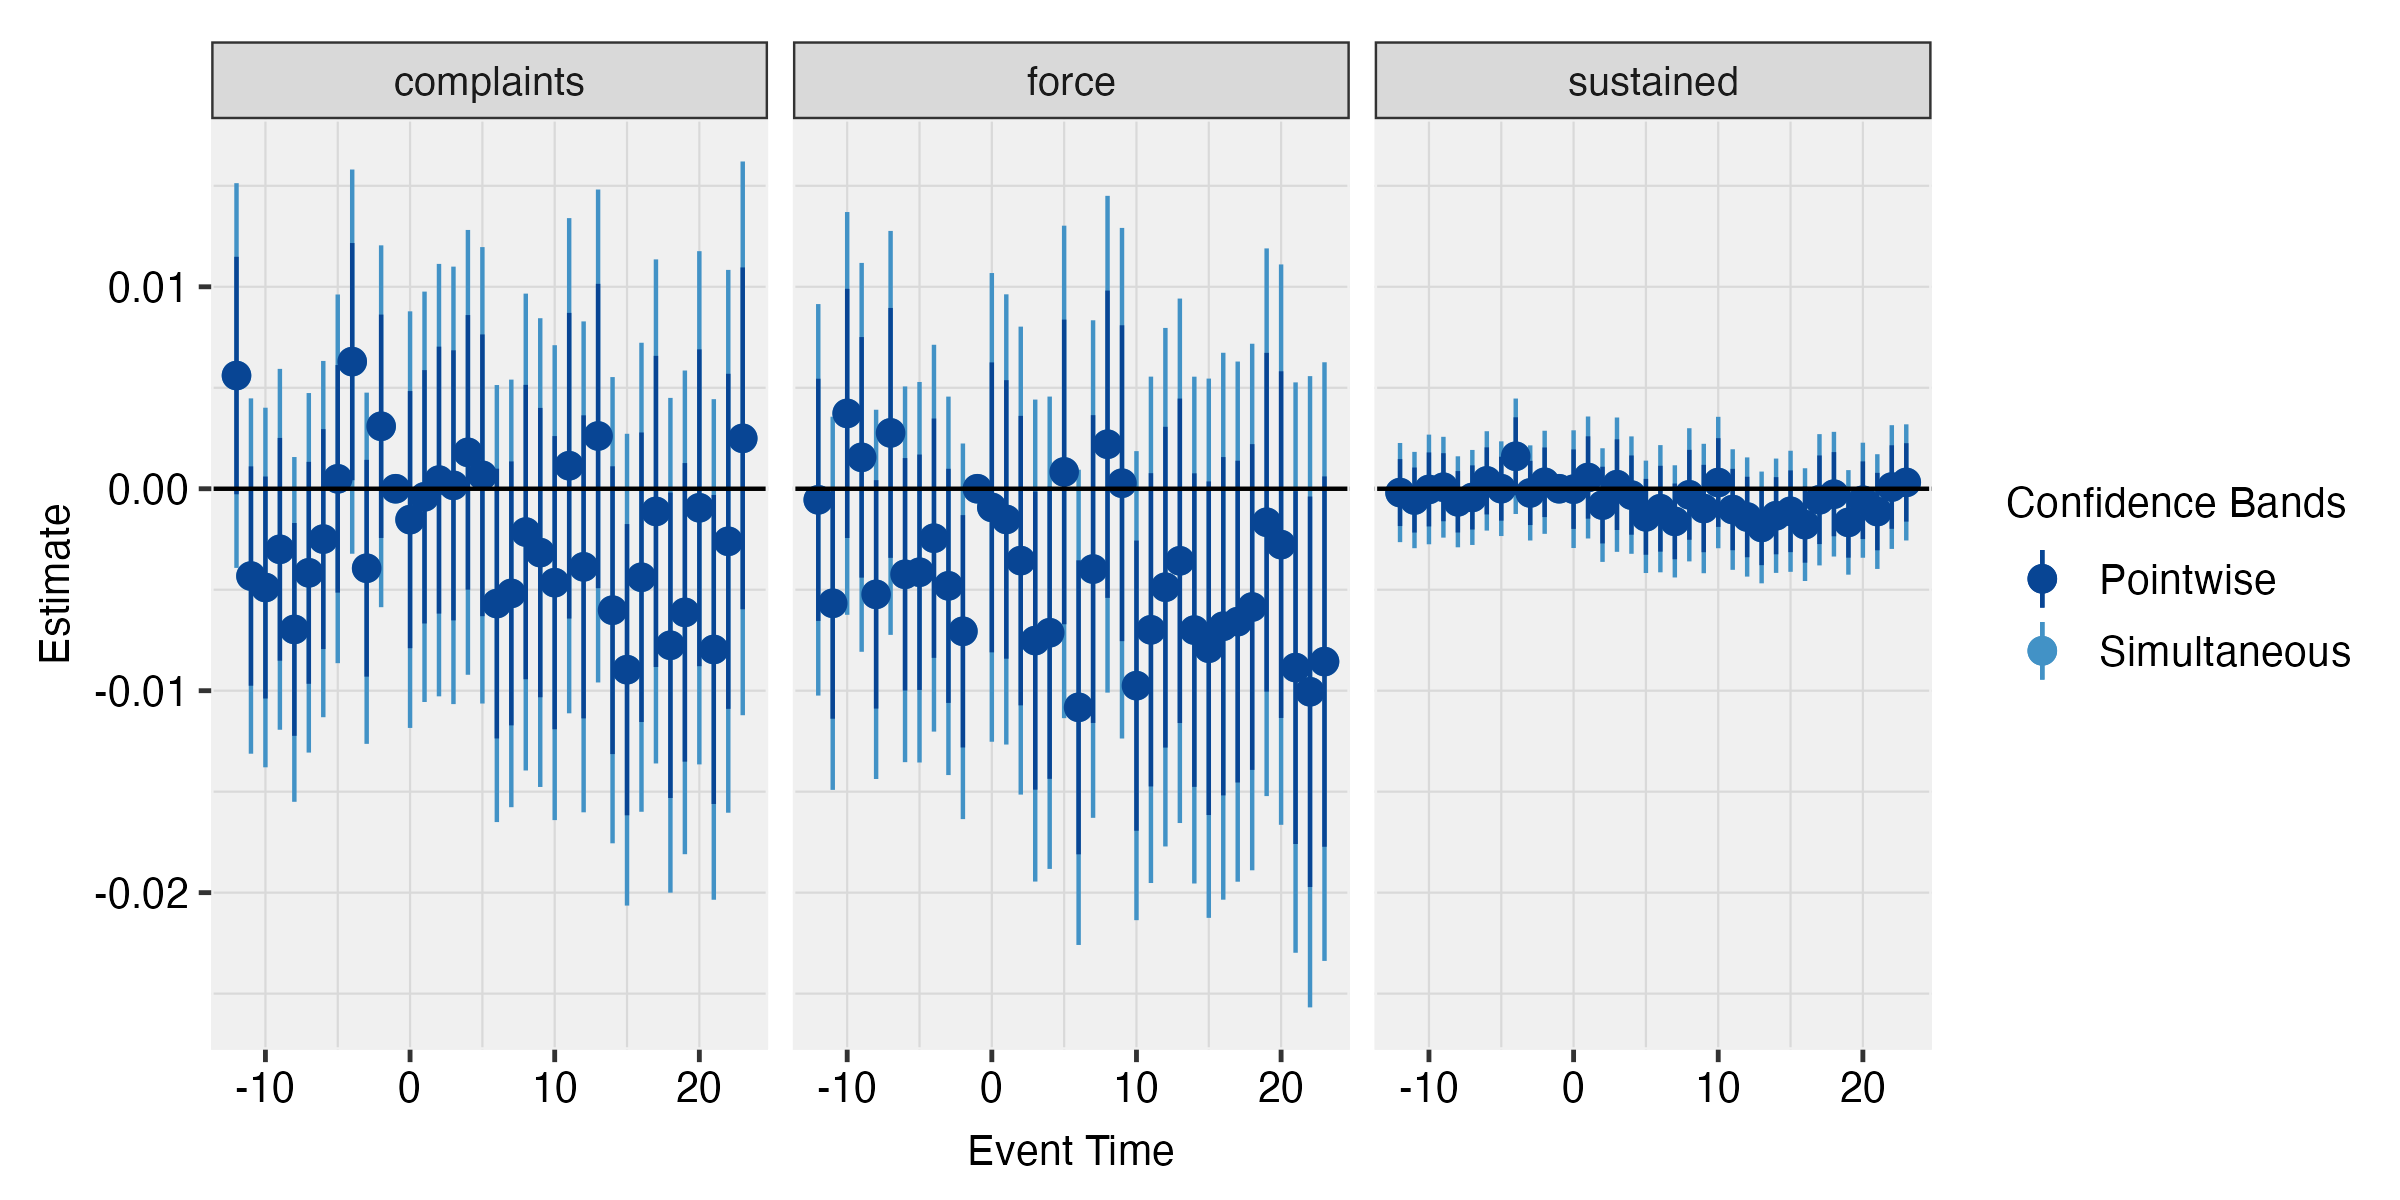 complaints
force
sustained
0.01
0.00
-0.01
-0.02
Estimate
-10 0 10 20
-10 0 10 20
-10 0 10 20
Event Time
Confidence Bands
Pointwise
Simultaneous